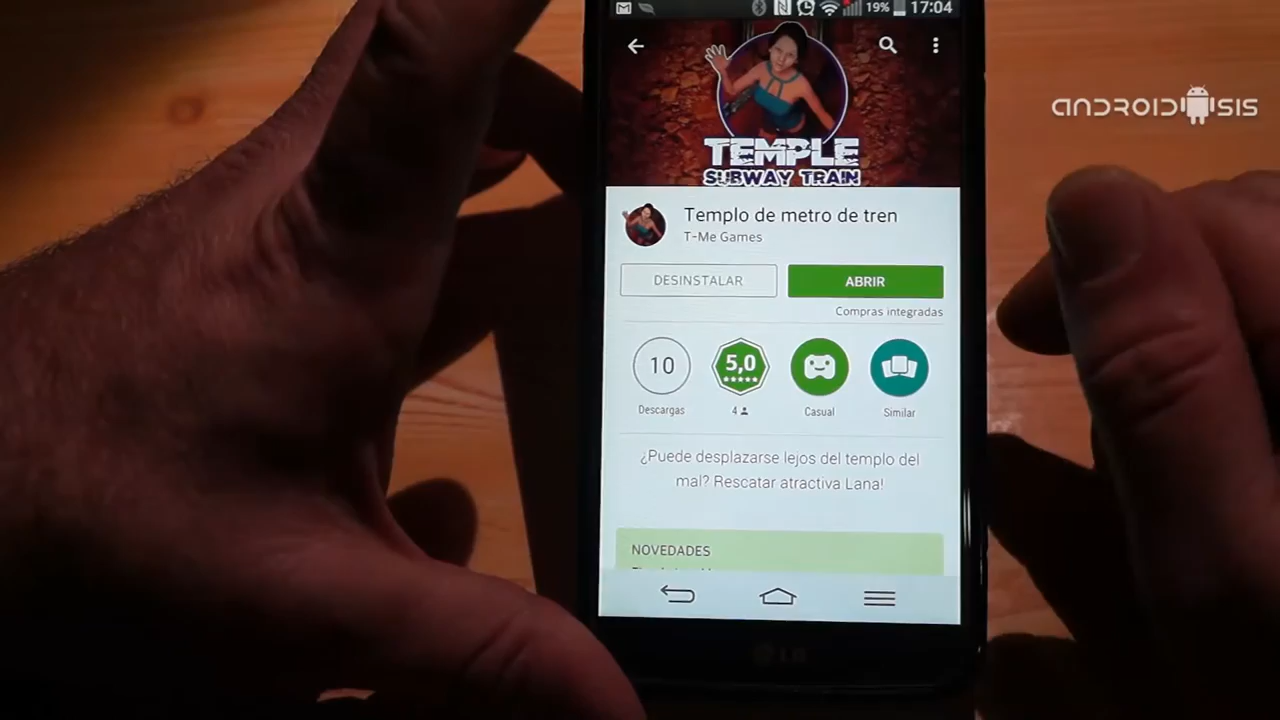 19% 17:04
ANDROIDSIS
TEMPLE
SUBWAY TRAIN
Templo de metro de tren
T-Me Games
DESINSTALAR
ABRIR
Compras integradas
10
5,0
Descargas
4
Casual
Similar
¿Puede desplazarse lejos del templo del
mal? Rescatar atractiva Lana!
NOVEDADES
LG